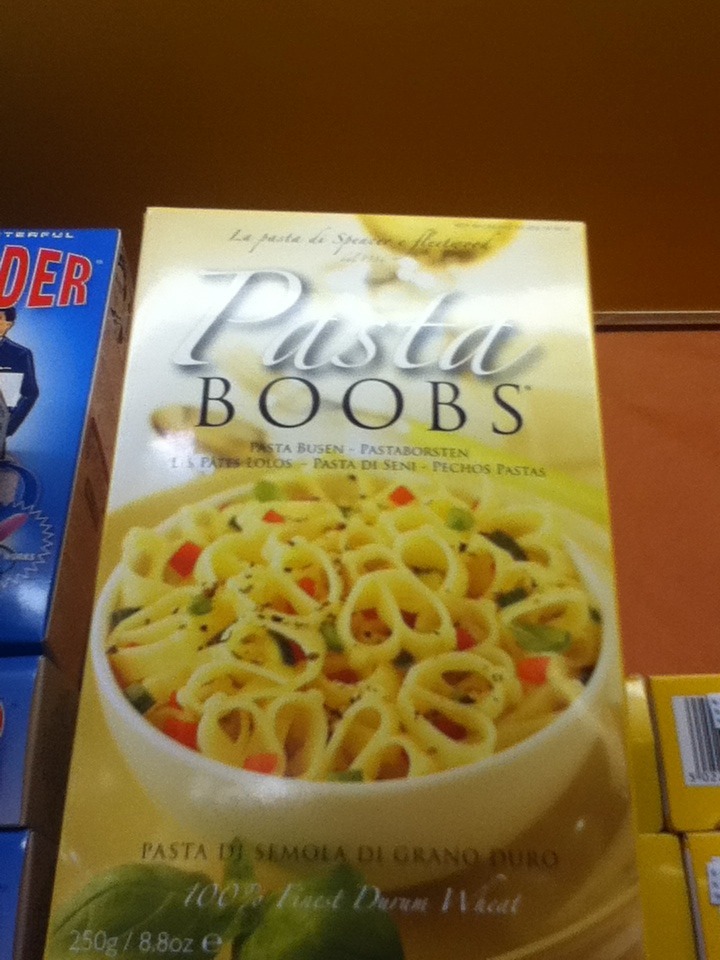 La pasta di Spencer e fleetwood
Pasta
BOOBS
PASTA BUSEN - PASTABORSTEN
LES PÂTES LOLOS - PASTA DI SENI - PECHOS PASTAS
PASTA DI SEMOLA DI GRANO DURO
100% Finest Durum Wheat
250g / 8.8oz e
TERFUL
DER